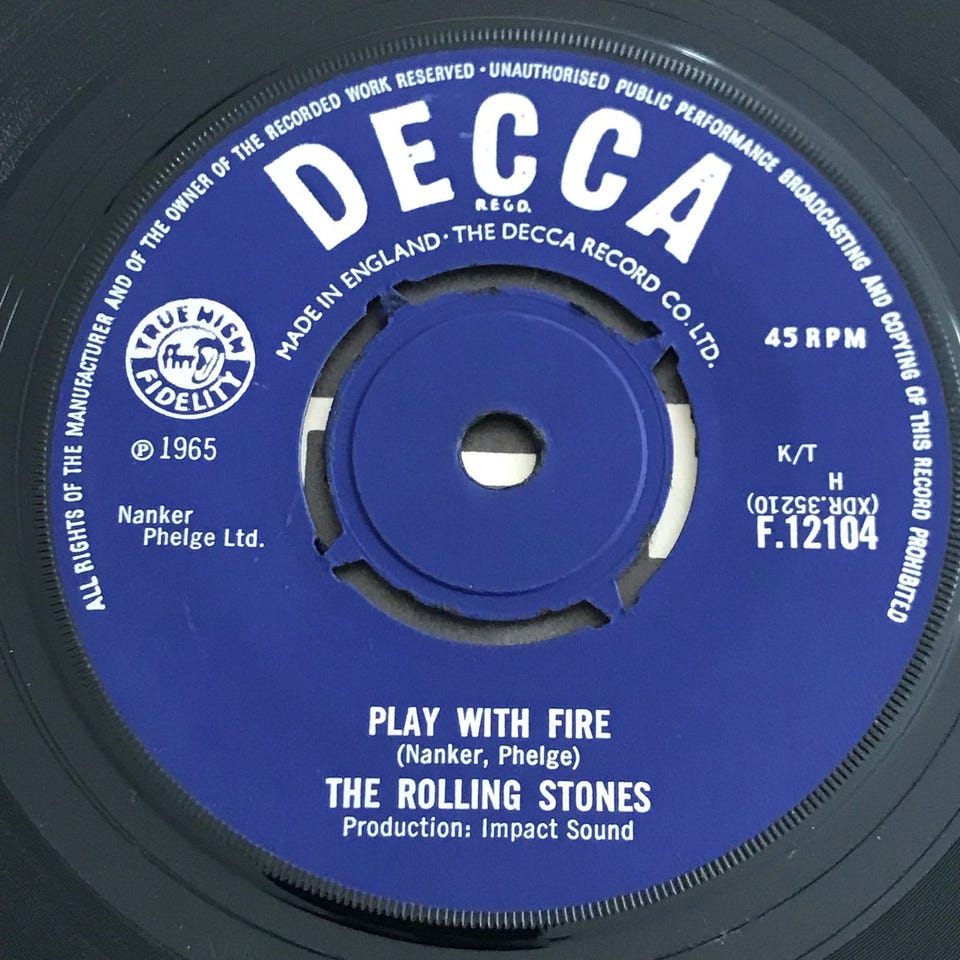 ALL RIGHTS OF THE MANUFACTURER AND OF THE OWNER OF THE RECORDED WORK RESERVED · UNAUTHORISED PUBLIC PERFORMANCE BROADCASTING AND COPYING OF THIS RECORD PROHIBITED
DECCA
REGD.
MADE IN ENGLAND · THE DECCA RECORD CO. LTD.
TRUE HIGH
ffrr
FIDELITY
45 RPM
℗ 1965
K/T
H
Nanker
Phelge Ltd.
(XDR.35210)
F.12104
PLAY WITH FIRE
(Nanker, Phelge)
THE ROLLING STONES
Production: Impact Sound